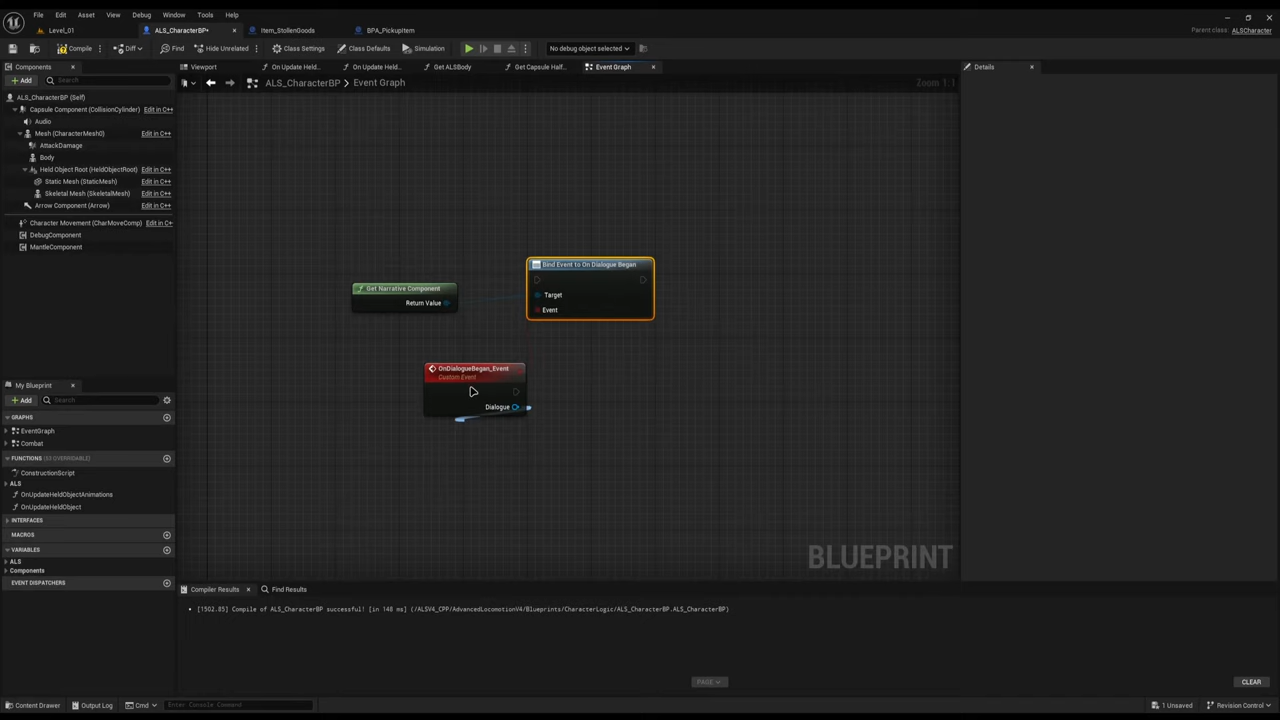 File Edit Asset View Debug Window Tools Help
Level_01
ALS_CharacterBP•
Item_StollenGoods
BPA_PickupItem
Parent class: ALSCharacter
Compile
Diff
Find
Hide Unrelated
Class Settings
Class Defaults
Simulation
No debug object selected
Components
Add
Search
ALS_CharacterBP (Self)
Capsule Component (CollisionCylinder) Edit in C++
Audio
Mesh (CharacterMesh0) Edit in C++
AttackDamage
Body
Held Object Root (HeldObjectRoot) Edit in C++
Static Mesh (StaticMesh) Edit in C++
Skeletal Mesh (SkeletalMesh) Edit in C++
Arrow Component (Arrow) Edit in C++
Character Movement (CharMoveComp) Edit in C++
DebugComponent
MantleComponent
My Blueprint
Add
Search
GRAPHS
EventGraph
Combat
FUNCTIONS (53 OVERRIDABLE)
ConstructionScript
ALS
OnUpdateHeldObjectAnimations
OnUpdateHeldObject
INTERFACES
MACROS
VARIABLES
ALS
Components
EVENT DISPATCHERS
Viewport
On Update Held...
On Update Held...
Get ALSBody
Get Capsule Half...
Event Graph
ALS_CharacterBP > Event Graph
Zoom 1:1
Get Narrative Component
Return Value
Bind Event to On Dialogue Began
Target
Event
OnDialogueBegan_Event
Custom Event
Dialogue
BLUEPRINT
Details
Compiler Results
Find Results
[1502.85] Compile of ALS_CharacterBP successful! [in 148 ms] (/ALSV4_CPP/AdvancedLocomotionV4/Blueprints/CharacterLogic/ALS_CharacterBP.ALS_CharacterBP)
PAGE
CLEAR
Content Drawer
Output Log
Cmd
Enter Console Command
1 Unsaved
Revision Control